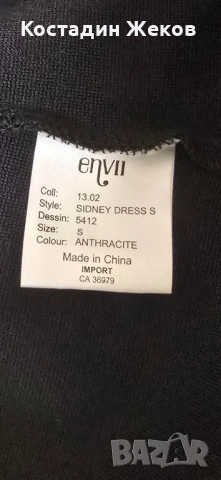 Костадин Жеков
envii
Coll: 13.02
Style: SIDNEY DRESS S
Dessin: 5412
Size: S
Colour: ANTHRACITE
Made in China
IMPORT
CA 36979
BAZAR